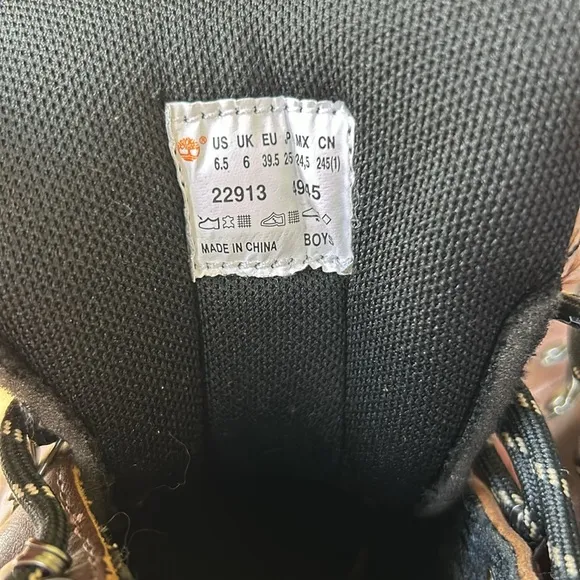 US UK EU MX CN
6.5 6 39.5 25 24,5 245(1)
22913
MADE IN CHINA BOYS